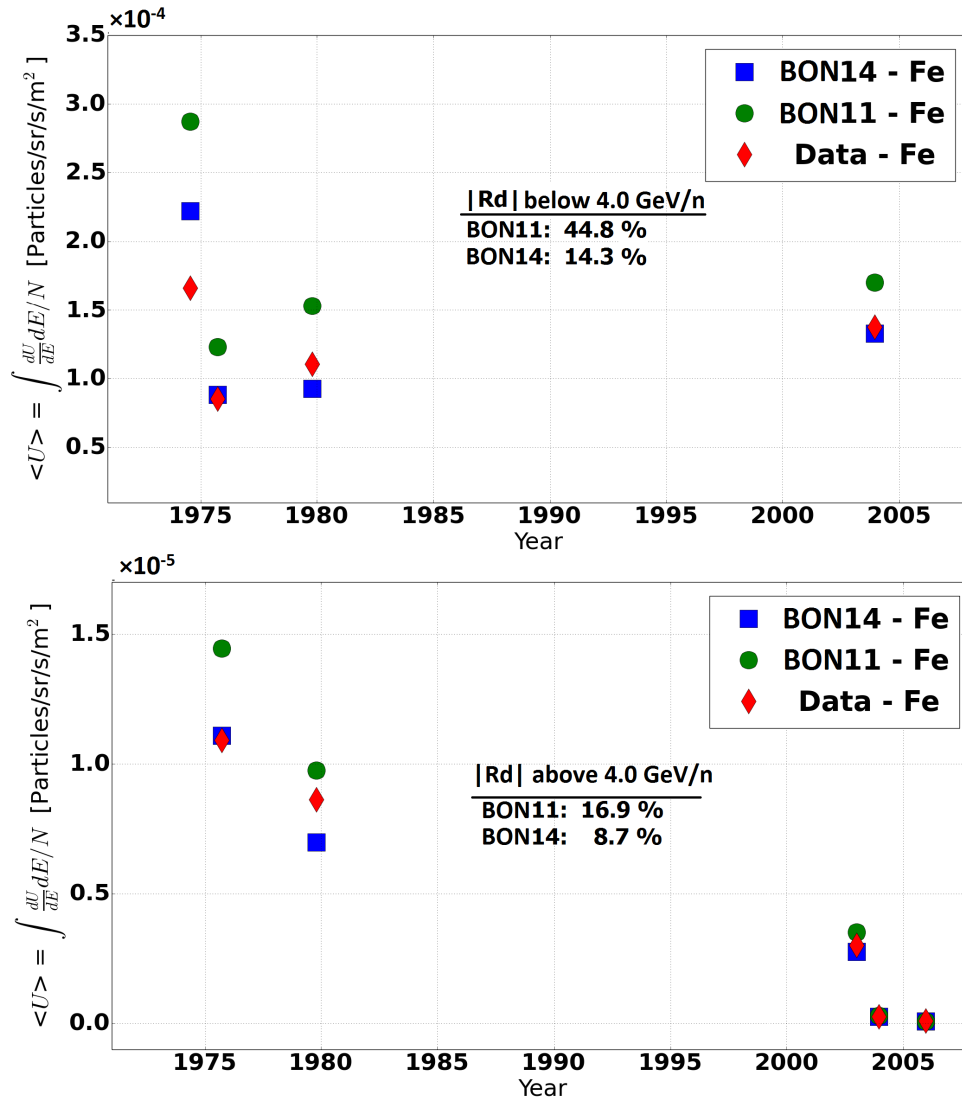 ×10⁻⁴
3.5
3.0
2.5
2.0
1.5
1.0
0.5
<U> = ∫ dU/dE dE/N [Particles/sr/s/m² ]
BON14 - Fe
BON11 - Fe
Data - Fe
|Rd| below 4.0 GeV/n
BON11: 44.8 %
BON14: 14.3 %
1975 1980 1985 1990 1995 2000 2005
Year
×10⁻⁵
1.5
1.0
0.5
0.0
<U> = ∫ dU/dE dE/N [Particles/sr/s/m² ]
BON14 - Fe
BON11 - Fe
Data - Fe
|Rd| above 4.0 GeV/n
BON11: 16.9 %
BON14: 8.7 %
1975 1980 1985 1990 1995 2000 2005
Year